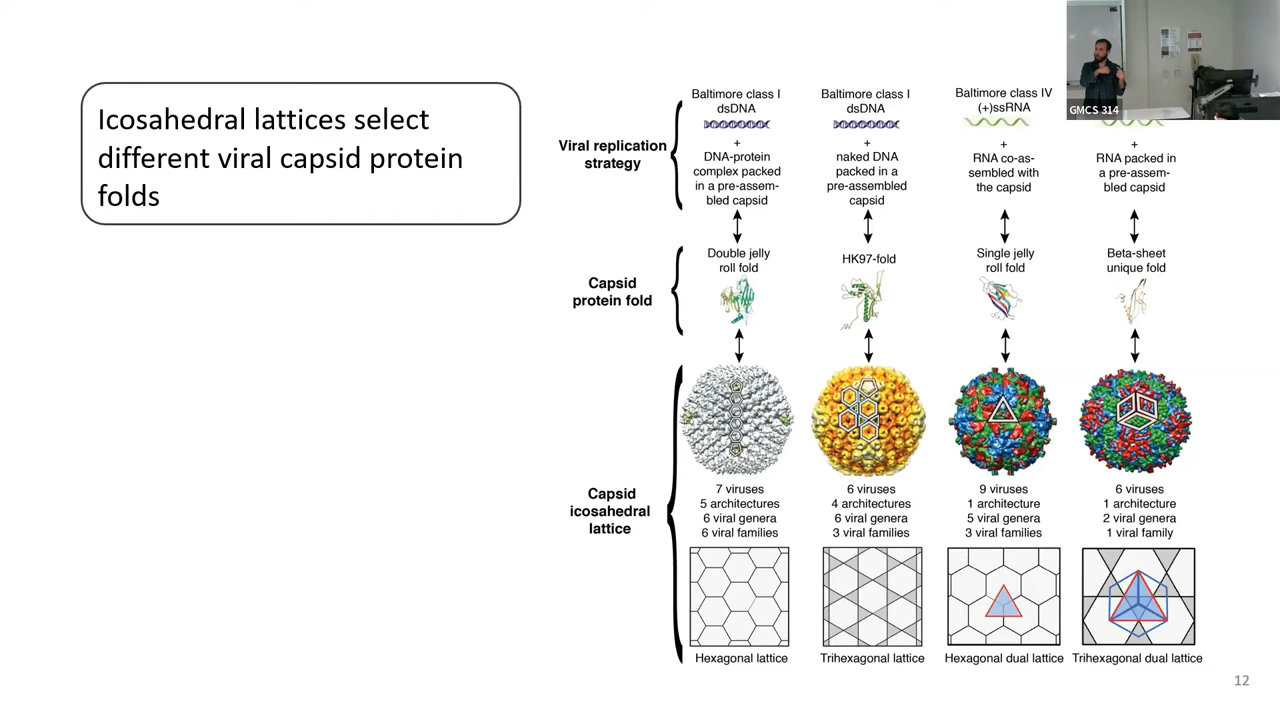 Icosahedral lattices select
different viral capsid protein
folds
GMCS 314
Viral replication
strategy
Baltimore class I
dsDNA
+
DNA-protein
complex packed
in a pre-assem-
bled capsid
Baltimore class I
dsDNA
+
naked DNA
packed in a
pre-assembled
capsid
Baltimore class IV
(+)ssRNA
+
RNA co-as-
sembled with
the capsid
+
RNA packed in
a pre-assem-
bled capsid
Capsid
protein fold
Double jelly
roll fold
HK97-fold
Single jelly
roll fold
Beta-sheet
unique fold
Capsid
icosahedral
lattice
7 viruses
5 architectures
6 viral genera
6 viral families
6 viruses
4 architectures
6 viral genera
3 viral families
9 viruses
1 architecture
5 viral genera
3 viral families
6 viruses
1 architecture
2 viral genera
1 viral family
Hexagonal lattice
Trihexagonal lattice
Hexagonal dual lattice
Trihexagonal dual lattice
12